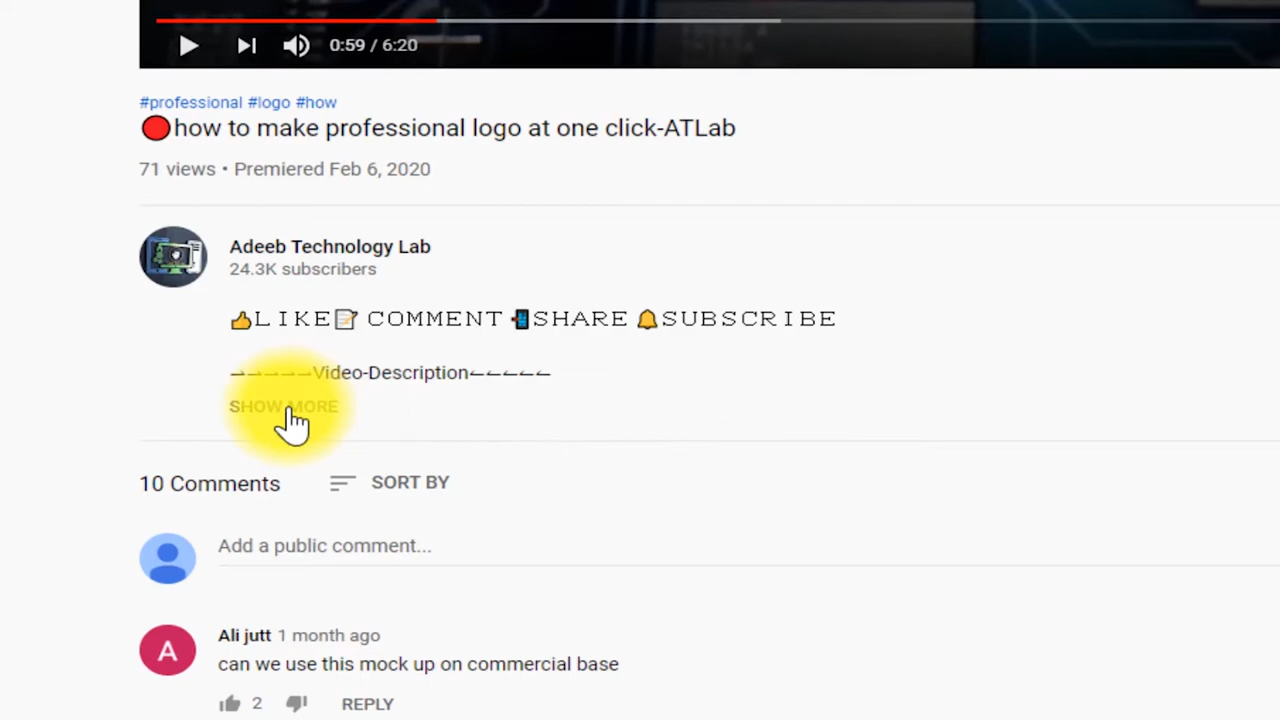 0:59 / 6:20
#professional #logo #how
🔴how to make professional logo at one click-ATLab
71 views • Premiered Feb 6, 2020
Adeeb Technology Lab
24.3K subscribers
👍LIKE📝 COMMENT 📲SHARE 🔔SUBSCRIBE
⇀⇀⇀⇀⇀Video-Description↼↼↼↼↼
SHOW MORE
10 Comments SORT BY
Add a public comment...
A
Ali jutt 1 month ago
can we use this mock up on commercial base
2 REPLY